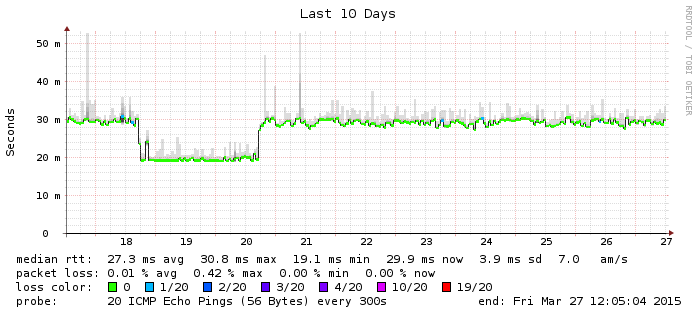 Last 10 Days
RRDTOOL / TOBI OETIKER
Seconds
50 m
40 m
30 m
20 m
10 m
0
18 19 20 21 22 23 24 25 26 27
median rtt: 27.3 ms avg 30.8 ms max 19.1 ms min 29.9 ms now 3.9 ms sd 7.0 am/s
packet loss: 0.01 % avg 0.42 % max 0.00 % min 0.00 % now
loss color: 0 1/20 2/20 3/20 4/20 10/20 19/20
probe: 20 ICMP Echo Pings (56 Bytes) every 300s end: Fri Mar 27 12:05:04 2015